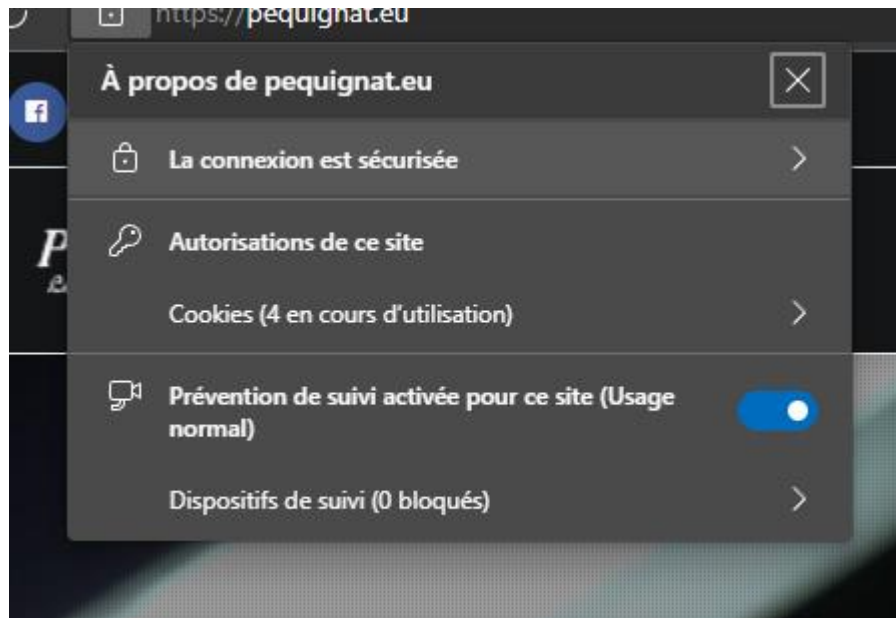 https://pequignat.eu
À propos de pequignat.eu
La connexion est sécurisée
Autorisations de ce site
Cookies (4 en cours d'utilisation)
Prévention de suivi activée pour ce site (Usage
normal)
Dispositifs de suivi (0 bloqués)